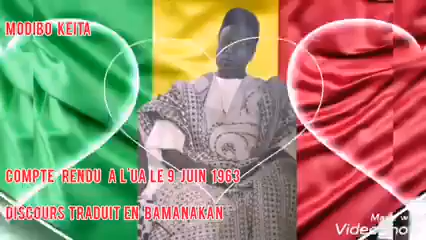 MODIBO KEITA
COMPTE RENDU A L'UA LE 9 JUIN 1963
DISCOURS TRADUIT EN BAMANAKAN